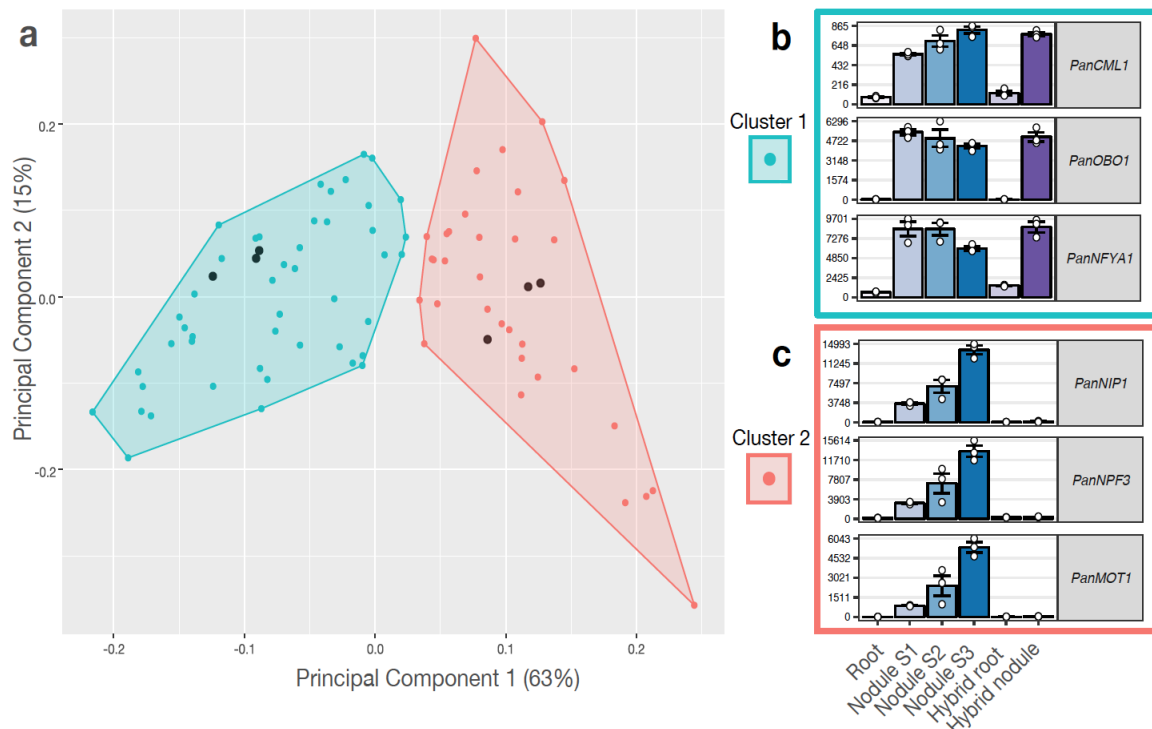 a
0.2
0.0
-0.2
-0.2
-0.1
0.0
0.1
0.2
Principal Component 2 (15%)
Principal Component 1 (63%)
Cluster 1
b
865
648
432
216
0
PanCML1
6296
4722
3148
1574
0
PanOBO1
9701
7276
4850
2425
0
PanNFYA1
Cluster 2
c
14993
11245
7497
3748
0
PanNIP1
15614
11710
7807
3903
0
PanNPF3
6043
4532
3021
1511
0
PanMOT1
Root
Nodule S1
Nodule S2
Nodule S3
Hybrid root
Hybrid nodule